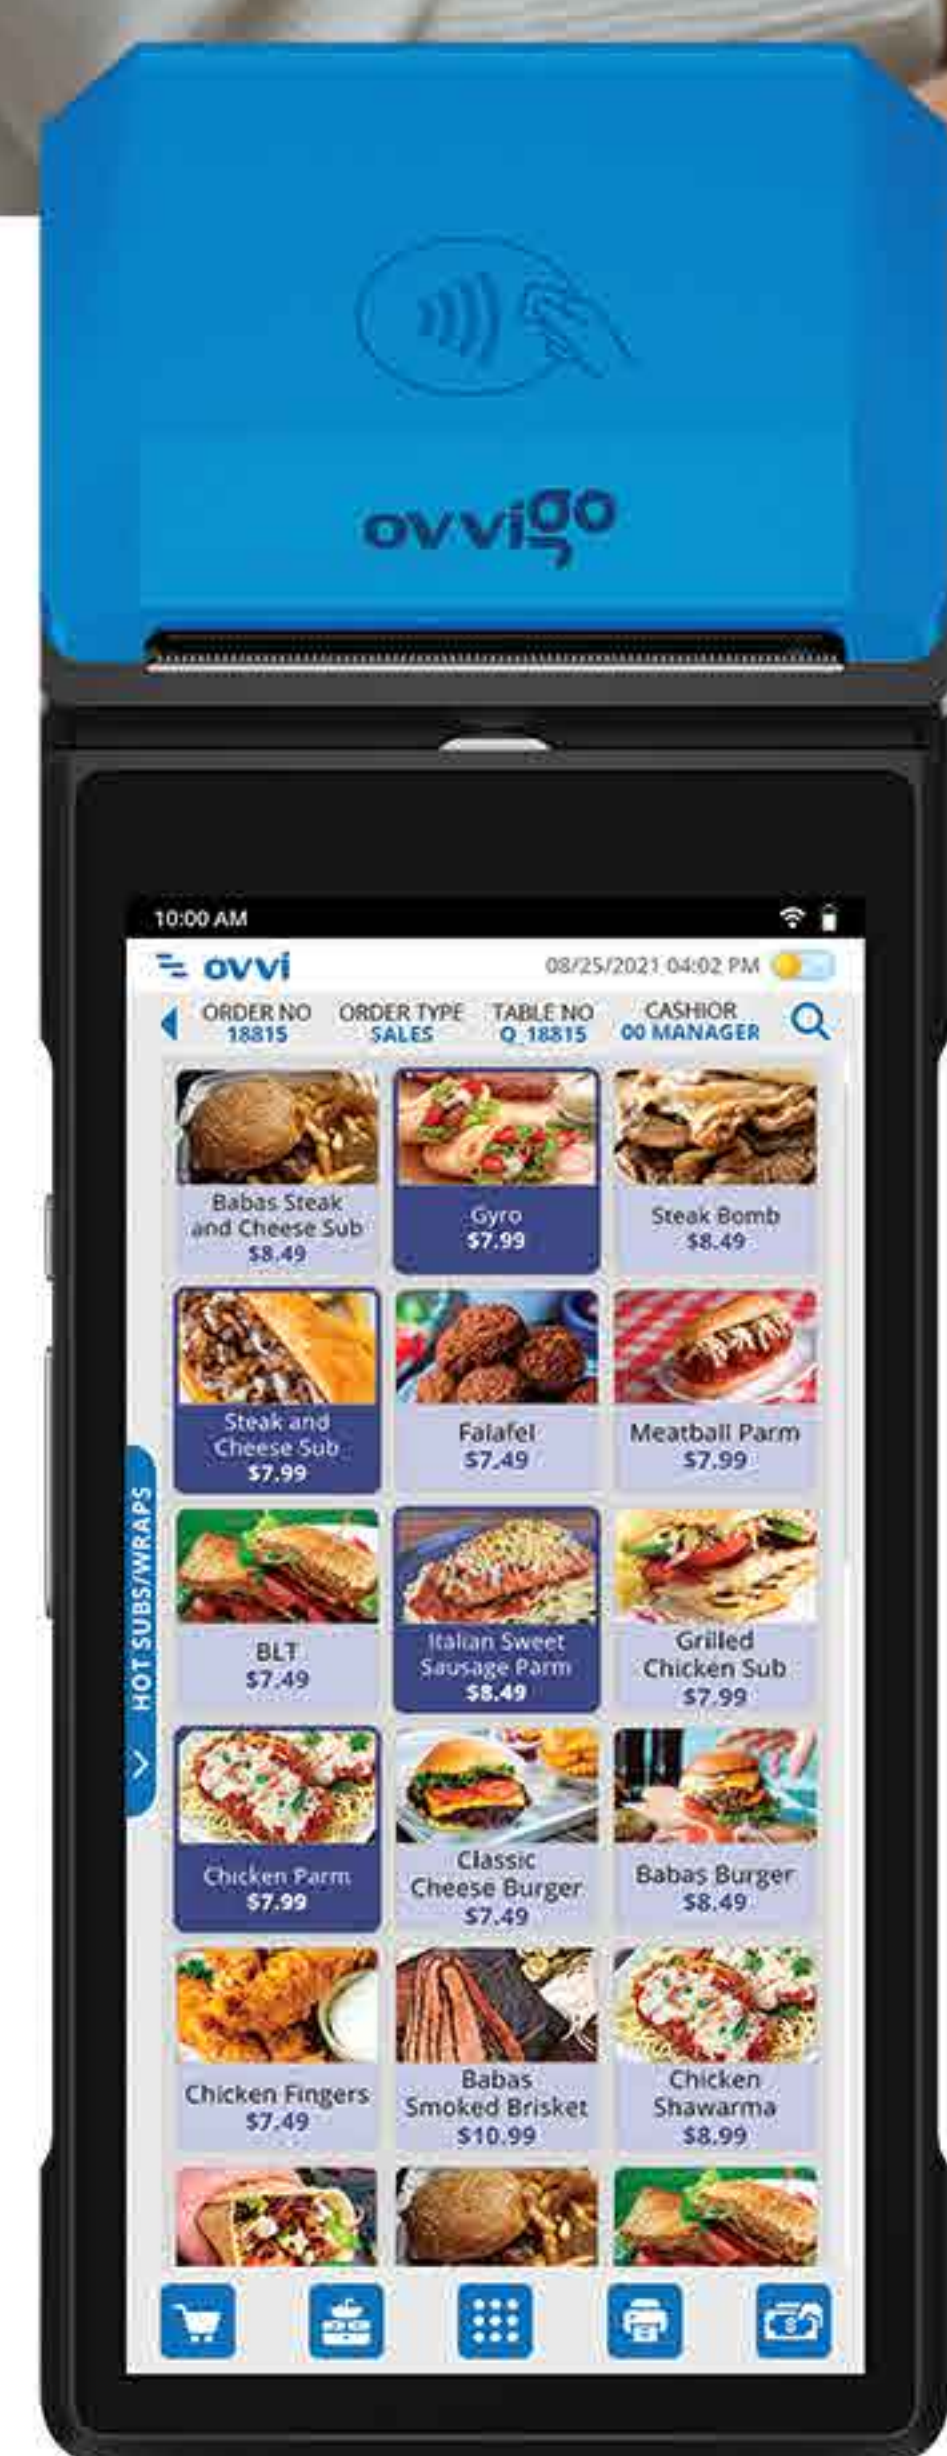 ovvigo
10:00 AM
ovvi
08/25/2021 04:02 PM
ORDER NO ORDER TYPE TABLE NO CASHIOR
18815 SALES Q_18815 00 MANAGER
Babas Steak
and Cheese Sub
$8.49
Gyro
$7.99
Steak Bomb
$8.49
Steak and
Cheese Sub
$7.99
Falafel
$7.49
Meatball Parm
$7.99
HOT SUBS/WRAPS
BLT
$7.49
Italian Sweet
Sausage Parm
$8.49
Grilled
Chicken Sub
$7.99
Chicken Parm
$7.99
Classic
Cheese Burger
$7.49
Babas Burger
$8.49
Chicken Fingers
$7.49
Babas
Smoked Brisket
$10.99
Chicken
Shawarma
$8.99